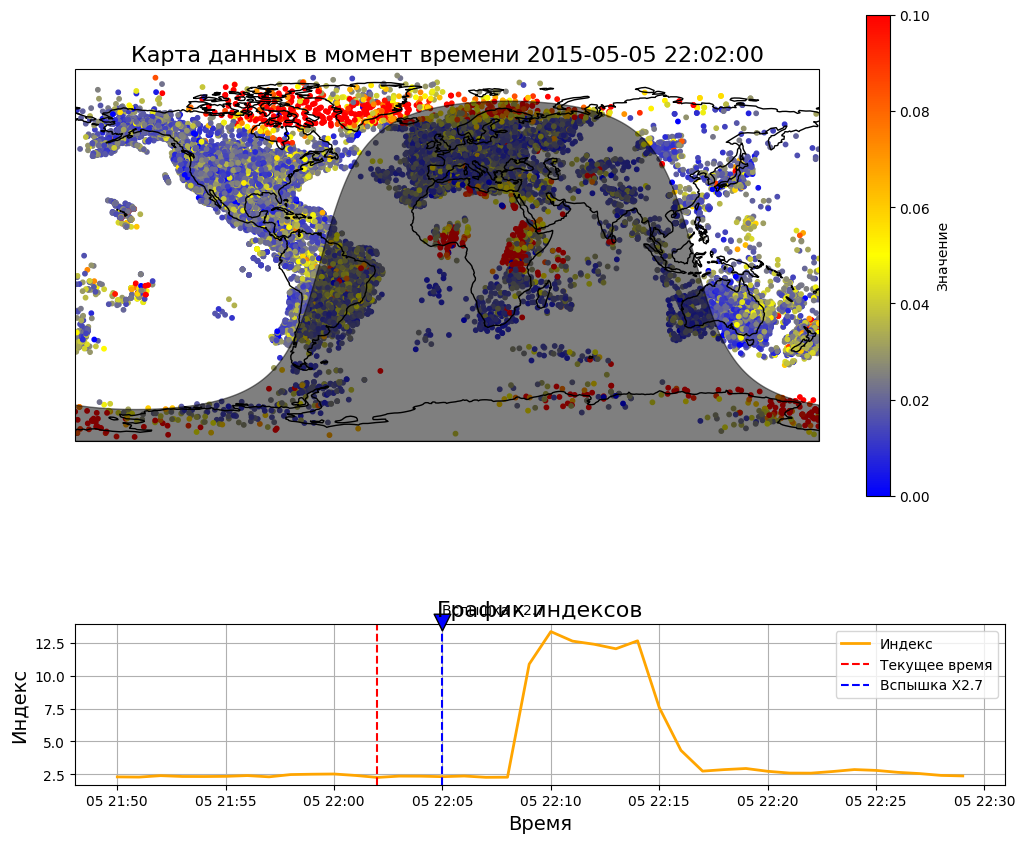 Карта данных в момент времени 2015-05-05 22:02:00
0.10
0.08
0.06
0.04
0.02
0.00
Значение
График индексов
Вспышка X2.7
12.5
10.0
7.5
5.0
2.5
Индекс
Индекс
Текущее время
Вспышка X2.7
05 21:50
05 21:55
05 22:00
05 22:05
05 22:10
05 22:15
05 22:20
05 22:25
05 22:30
Время